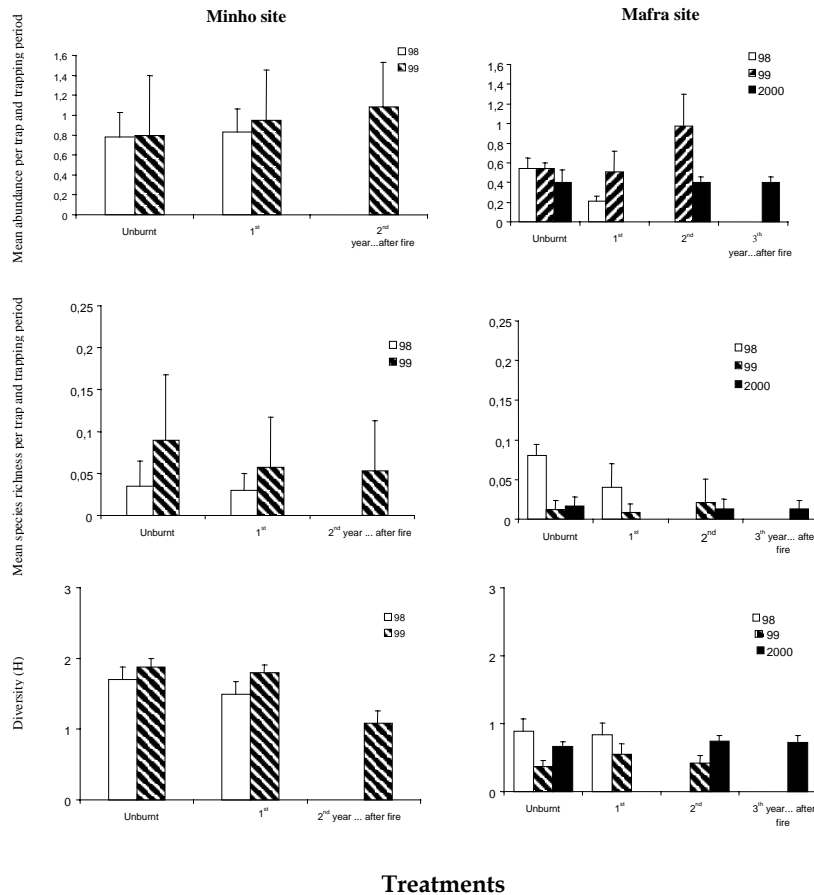 Minho site
Mean abundance per trap and trapping period
1,6
1,4
1,2
1
0,8
0,6
0,4
0,2
0
98
99
Unburnt
1st
2nd
year...after fire
Mafra site
1,6
1,4
1,2
1
0,8
0,6
0,4
0,2
0
98
99
2000
Unburnt
1st
2nd
3th
year...after fire
Mean species richness per trap and trapping period
0,25
0,2
0,15
0,1
0,05
0
98
99
Unburnt
1st
2nd year ... after fire
0,25
0,2
0,15
0,1
0,05
0
98
99
2000
Unburnt
1st
2nd
3th year... after
fire
Diversity (H)
3
2
1
0
98
99
Unburnt
1st
2nd year ... after fire
3
2
1
0
98
99
2000
Unburnt
1st
2nd
3th year... after
fire
Treatments